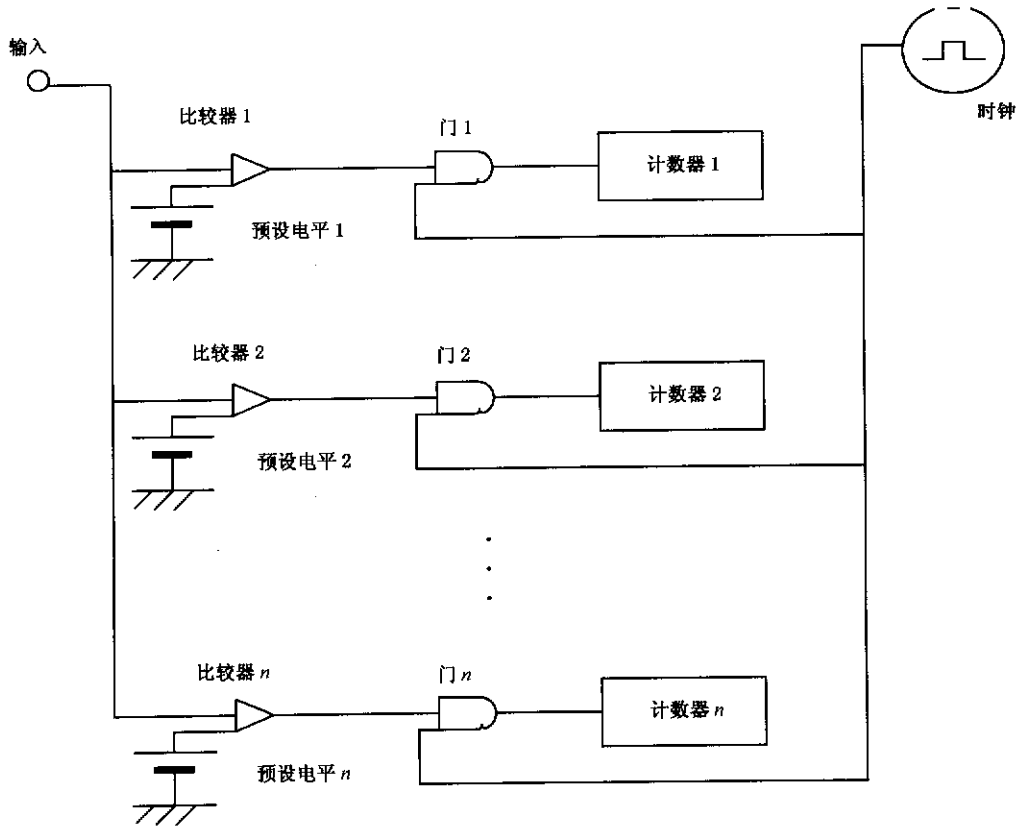 输入
时钟
比较器 1
门 1
计数器 1
预设电平 1
比较器 2
门 2
计数器 2
预设电平 2
比较器 n
门 n
计数器 n
预设电平 n